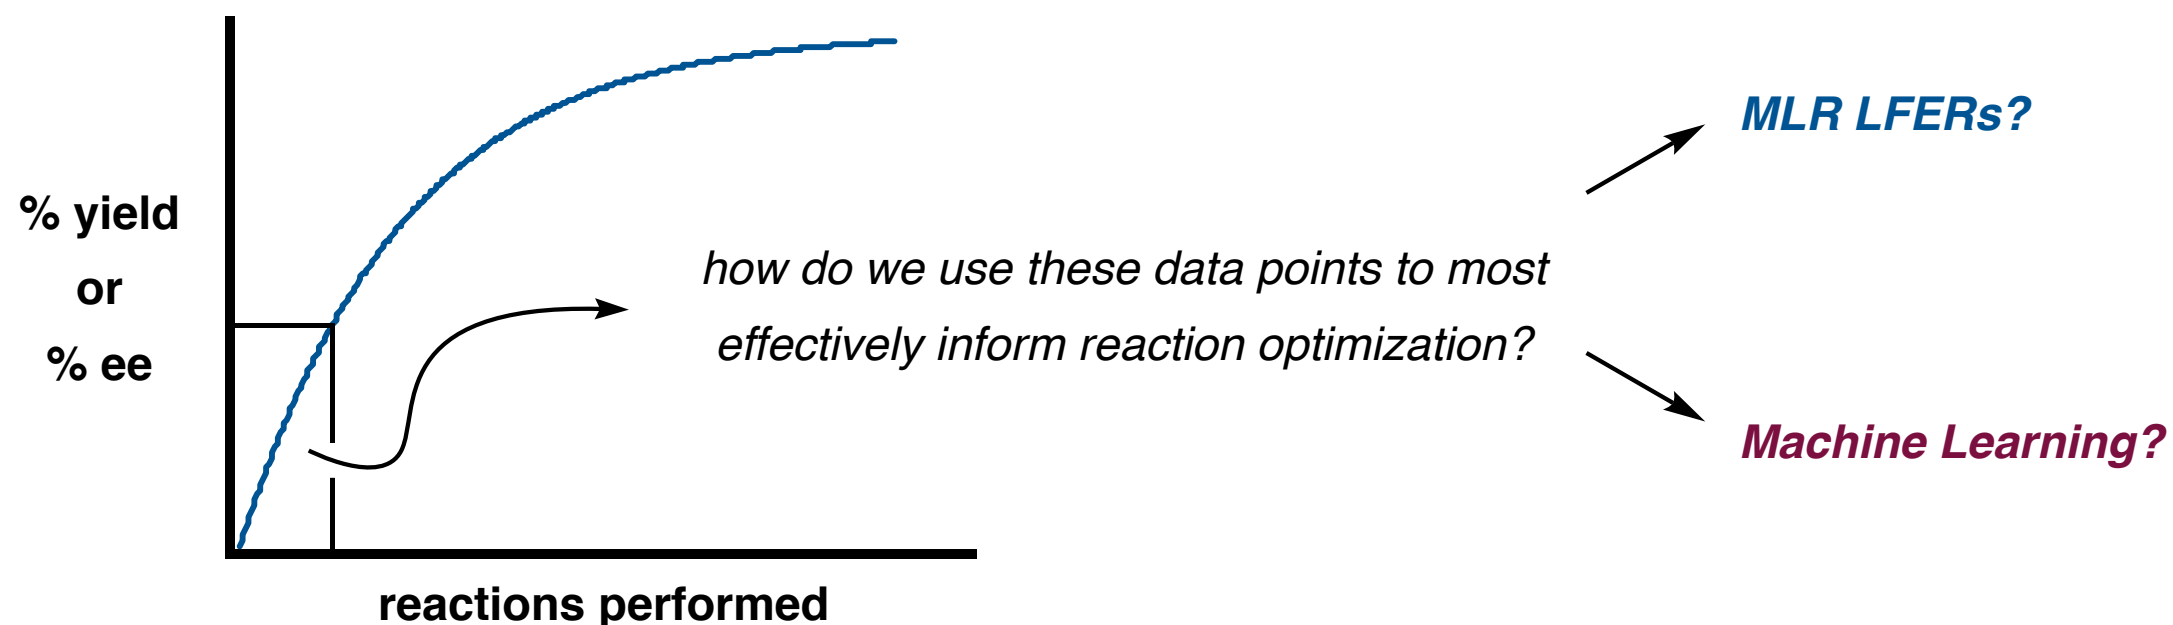 % yield
or
% ee
reactions performed
how do we use these data points to most
effectively inform reaction optimization?
MLR LFERs?
Machine Learning?